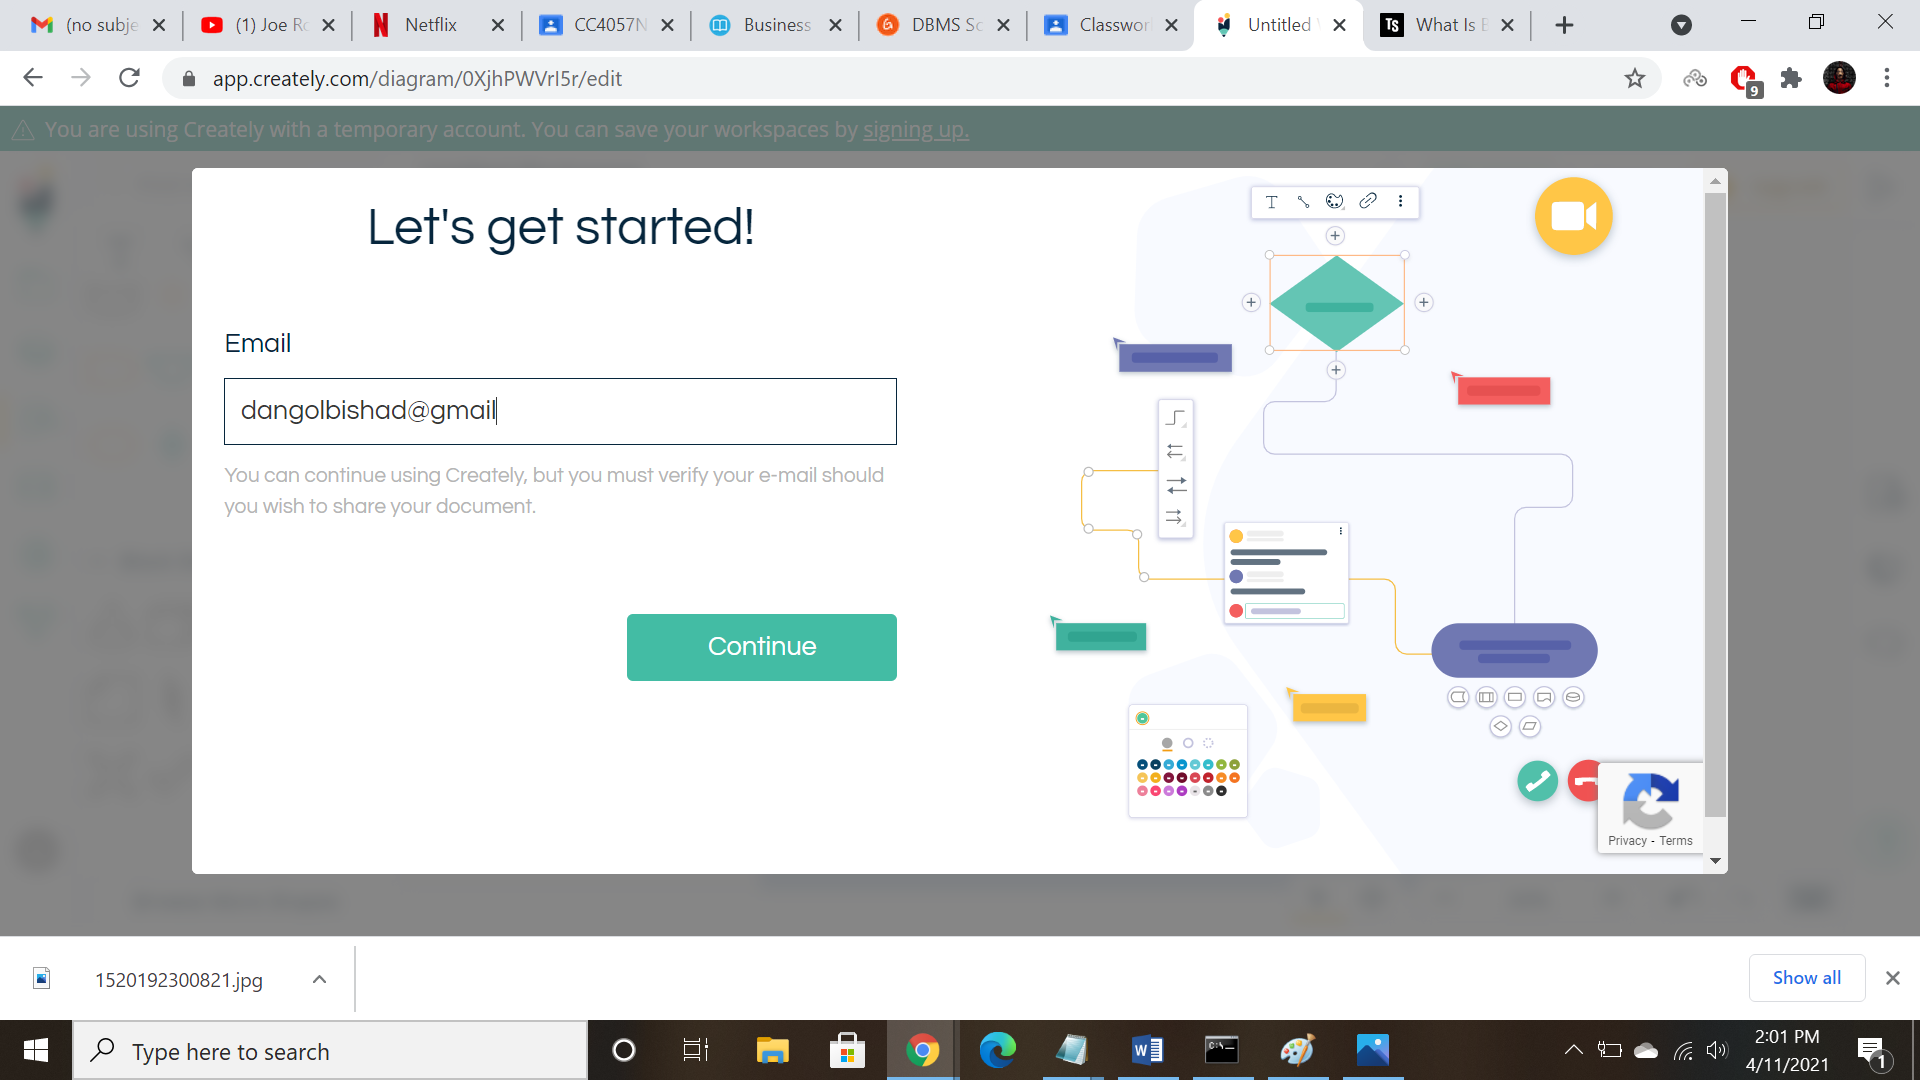 (no subje
(1) Joe Ro
Netflix
CC4057N
Business
DBMS Sc
Classwor
Untitled
What Is E
app.creately.com/diagram/0XjhPWVrI5r/edit
9
You are using Creately with a temporary account. You can save your workspaces by signing up.
Let's get started!
Email
dangolbishad@gmail
You can continue using Creately, but you must verify your e-mail should
you wish to share your document.
Continue
Privacy - Terms
1520192300821.jpg
Show all
Type here to search
2:01 PM
4/11/2021
1